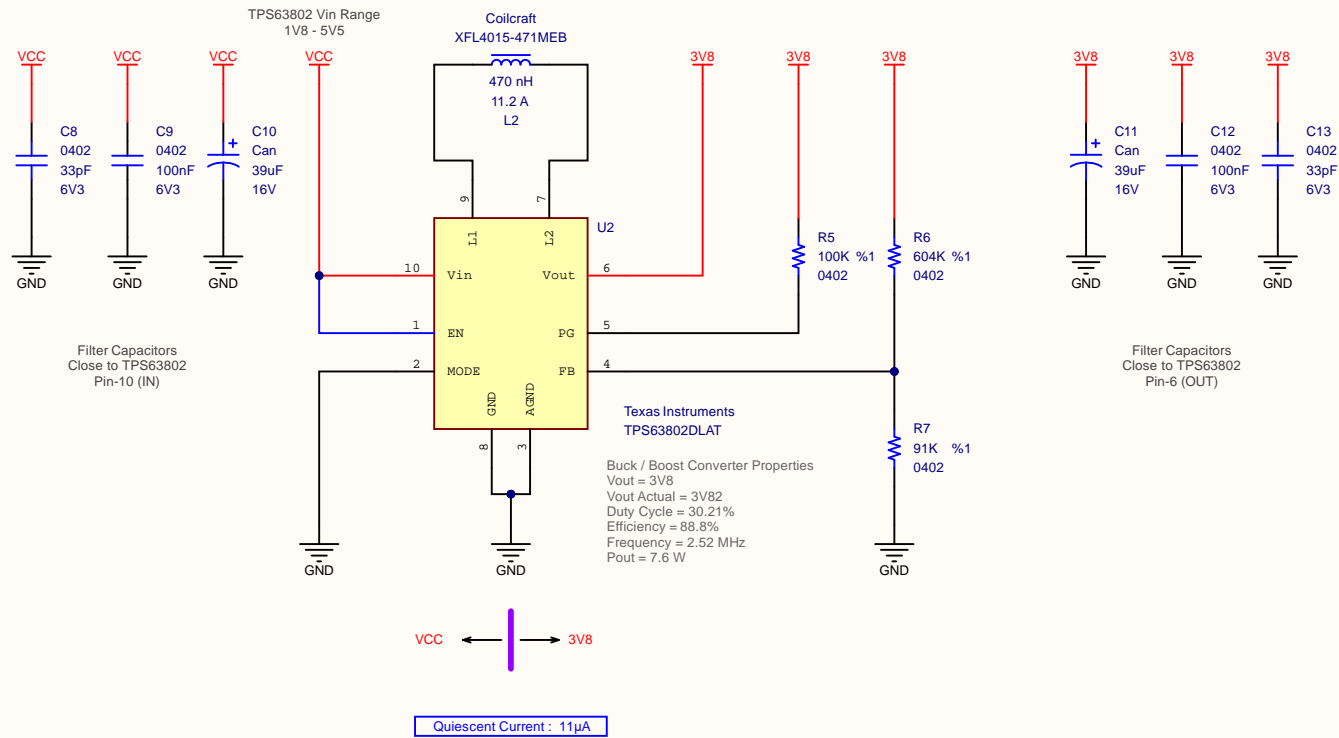 TPS63802 Vin Range
1V8 - 5V5
Coilcraft
XFL4015-471MEB
VCC
VCC
VCC
VCC
3V8
3V8
3V8
3V8
3V8
3V8
470 nH
11.2 A
L2
C8
0402
33pF
6V3
C9
0402
100nF
6V3
C10
Can
39uF
16V
+
C11
Can
39uF
16V
+
C12
0402
100nF
6V3
C13
0402
33pF
6V3
9
7
L1
L2
U2
10
Vin
Vout
6
1
EN
PG
5
2
MODE
FB
4
GND
AGND
8
3
R5
100K %1
0402
R6
604K %1
0402
R7
91K %1
0402
GND
GND
GND
GND
GND
GND
Filter Capacitors
Close to TPS63802
Pin-10 (IN)
Filter Capacitors
Close to TPS63802
Pin-6 (OUT)
Texas Instruments
TPS63802DLAT
Buck / Boost Converter Properties
Vout = 3V8
Vout Actual = 3V82
Duty Cycle = 30.21%
Efficiency = 88.8%
Frequency = 2.52 MHz
Pout = 7.6 W
GND
GND
GND
VCC
3V8
Quiescent Current : 11µA